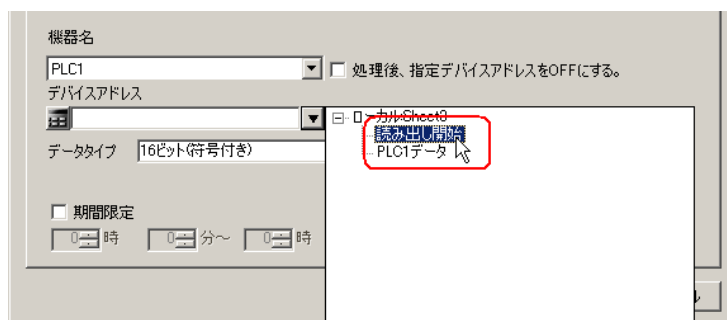 機器名
PLC1
処理後、指定デバイスアドレスをOFFにする。
デバイスアドレス
ローカルSheet3
読み出し開始
データタイプ 16ビット(符号付き)
PLC1データ
期間限定
0 時 0 分~ 0 時
ル